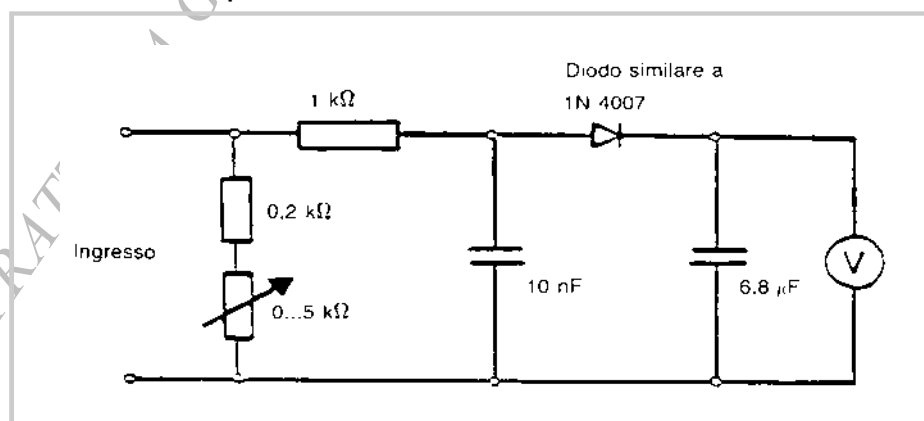 Diodo similare a
1N 4007
1 kΩ
0,2 kΩ
Ingresso
0...5 kΩ
10 nF
6.8 µF
V